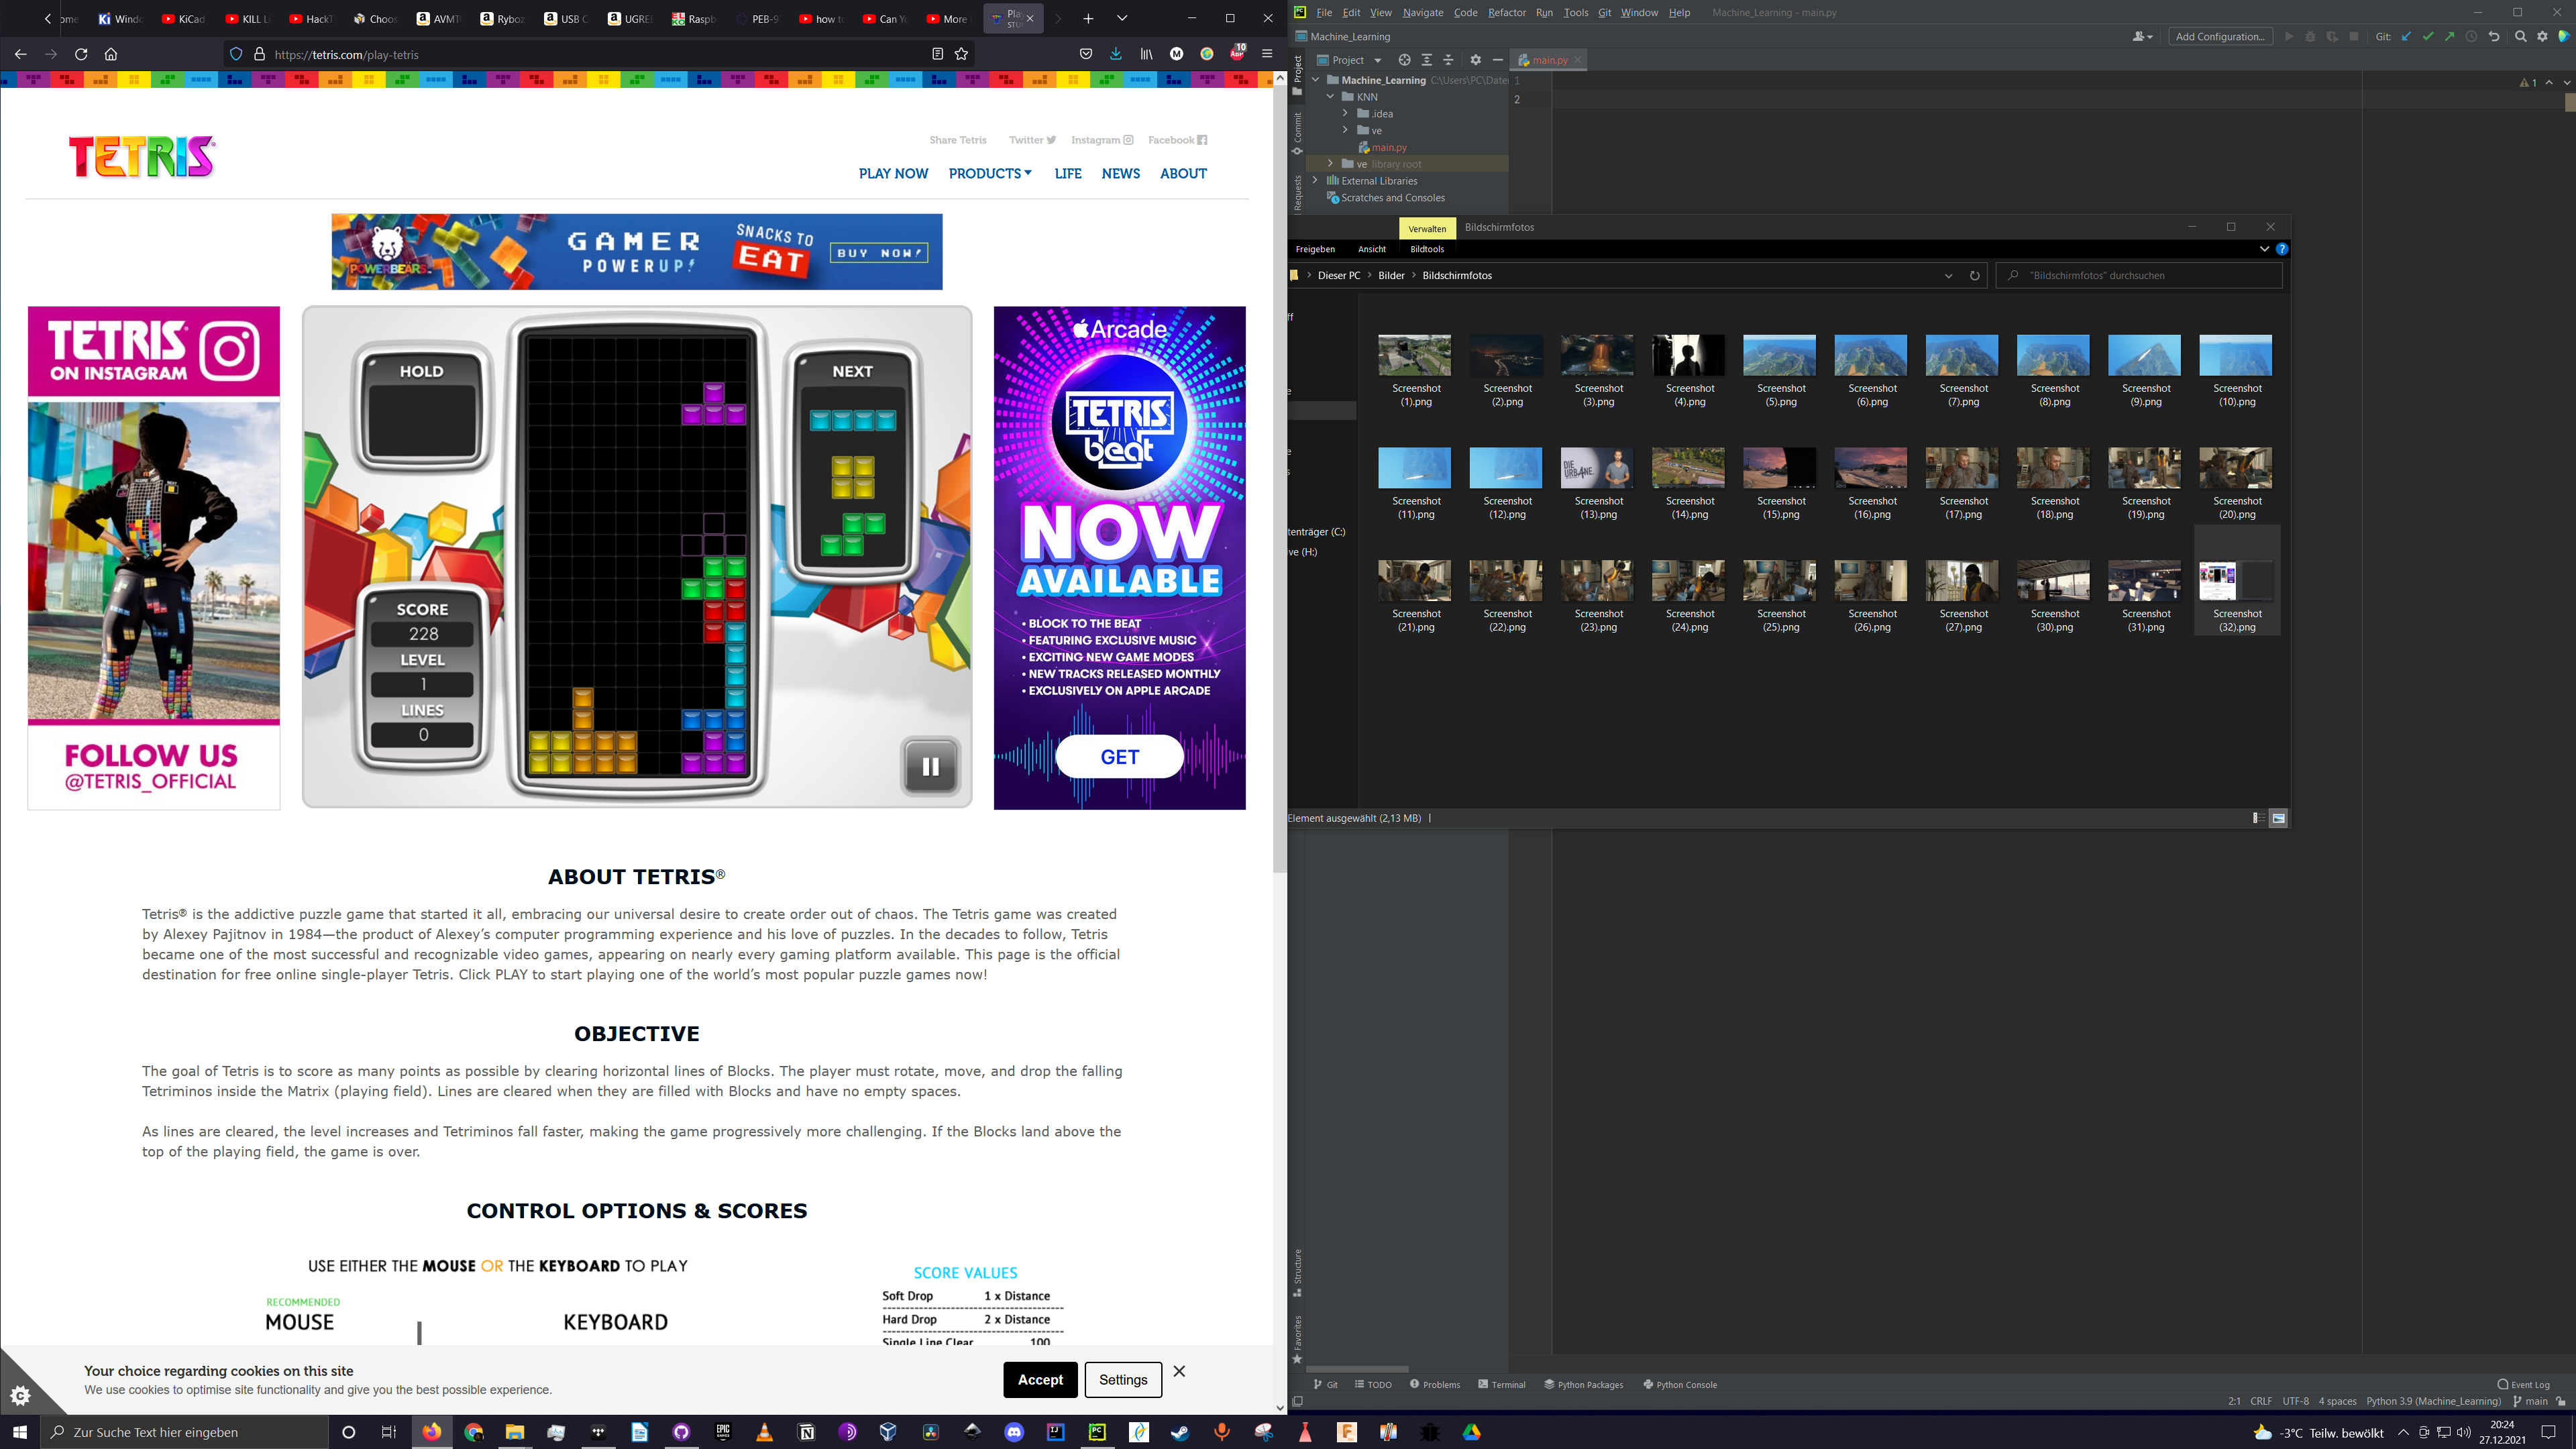 ome
Windo
KiCad
KILL L
HackT
Choos
AVMT
Ryboz
USB C
UGREE
Raspb
PEB-9
how to
Can Yo
More
Play
https://tetris.com/play-tetris
TETRIS
Share Tetris Twitter Instagram Facebook
PLAY NOW PRODUCTS LIFE NEWS ABOUT
POWERBEARS
GAMER
POWERUP!
SNACKS TO
EAT
BUY NOW!
TETRIS
ON INSTAGRAM
FOLLOW US
@TETRIS_OFFICIAL
HOLD
SCORE
228
LEVEL
1
LINES
0
NEXT
Arcade
TETRIS
beat
NOW
AVAILABLE
• BLOCK TO THE BEAT
• FEATURING EXCLUSIVE MUSIC
• EXCITING NEW GAME MODES
• NEW TRACKS RELEASED MONTHLY
• EXCLUSIVELY ON APPLE ARCADE
GET
ABOUT TETRIS®
Tetris® is the addictive puzzle game that started it all, embracing our universal desire to create order out of chaos. The Tetris game was created
by Alexey Pajitnov in 1984—the product of Alexey’s computer programming experience and his love of puzzles. In the decades to follow, Tetris
became one of the most successful and recognizable video games, appearing on nearly every gaming platform available. This page is the official
destination for free online single-player Tetris. Click PLAY to start playing one of the world’s most popular puzzle games now!
OBJECTIVE
The goal of Tetris is to score as many points as possible by clearing horizontal lines of Blocks. The player must rotate, move, and drop the falling
Tetriminos inside the Matrix (playing field). Lines are cleared when they are filled with Blocks and have no empty spaces.
As lines are cleared, the level increases and Tetriminos fall faster, making the game progressively more challenging. If the Blocks land above the
top of the playing field, the game is over.
CONTROL OPTIONS & SCORES
USE EITHER THE MOUSE OR THE KEYBOARD TO PLAY
RECOMMENDED
MOUSE
KEYBOARD
SCORE VALUES
Soft Drop 1 x Distance
Hard Drop 2 x Distance
Single Line Clear 100
Your choice regarding cookies on this site
We use cookies to optimise site functionality and give you the best possible experience.
Accept
Settings
File Edit View Navigate Code Refactor Run Tools Git Window Help Machine_Learning - main.py
Machine_Learning
Add Configuration...
Git:
Project
main.py
Project
Commit
Requests
Machine_Learning C:\Users\PC\Date
KNN
.idea
ve
main.py
ve library root
External Libraries
Scratches and Consoles
1
2
1
Verwalten
Bildschirmfotos
Freigeben Ansicht Bildtools
Dieser PC Bilder Bildschirmfotos
"Bildschirmfotos" durchsuchen
ff
e
e
s
tenträger (C:)
ve (H:)
Screenshot (1).png
Screenshot (2).png
Screenshot (3).png
Screenshot (4).png
Screenshot (5).png
Screenshot (6).png
Screenshot (7).png
Screenshot (8).png
Screenshot (9).png
Screenshot (10).png
DIE
URBANE.
Screenshot (11).png
Screenshot (12).png
Screenshot (13).png
Screenshot (14).png
Screenshot (15).png
Screenshot (16).png
Screenshot (17).png
Screenshot (18).png
Screenshot (19).png
Screenshot (20).png
Screenshot (21).png
Screenshot (22).png
Screenshot (23).png
Screenshot (24).png
Screenshot (25).png
Screenshot (26).png
Screenshot (27).png
Screenshot (30).png
Screenshot (31).png
Screenshot (32).png
Element ausgewählt (2,13 MB)
Structure
Favorites
Git TODO Problems Terminal Python Packages Python Console
Event Log
2:1 CRLF UTF-8 4 spaces Python 3.9 (Machine_Learning) main
Zur Suche Text hier eingeben
-3°C Teilw. bewölkt
20:24
27.12.2021